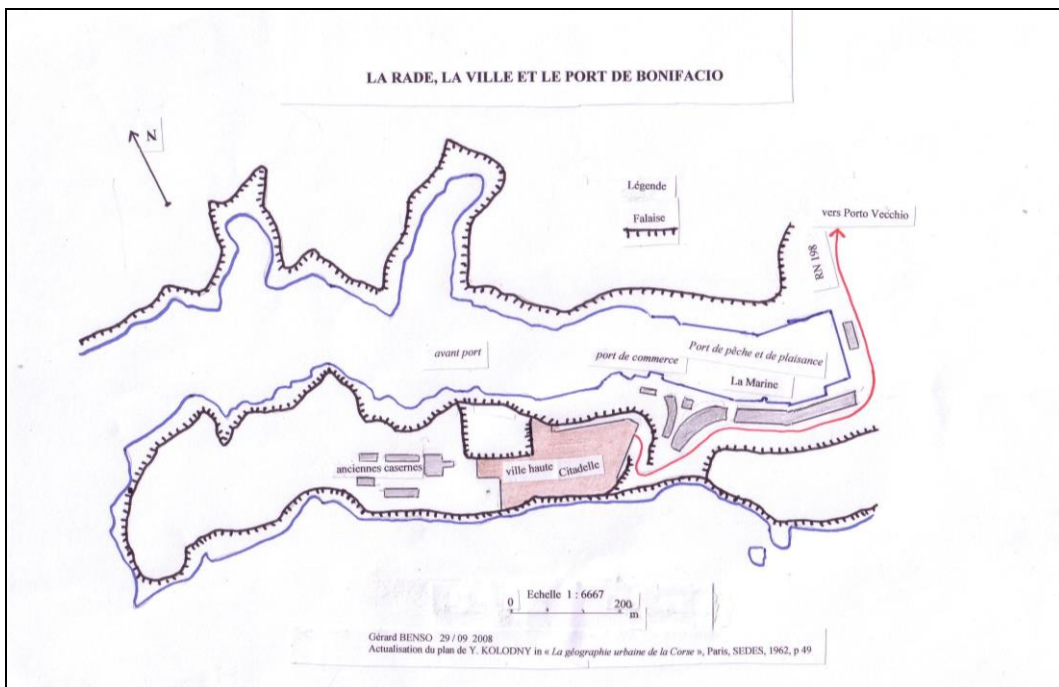 LA RADE, LA VILLE ET LE PORT DE BONIFACIO
N
Légende
Falaise
vers Porto Vecchio
RN 198
avant port
port de commerce
Port de pêche et de plaisance
La Marine
anciennes casernes
ville haute
Citadelle
Echelle 1 : 6667
0
200
m
Gérard BENSO 29 / 09 2008
Actualisation du plan de Y. KOLODNY in « La géographie urbaine de la Corse », Paris, SEDES, 1962, p 49